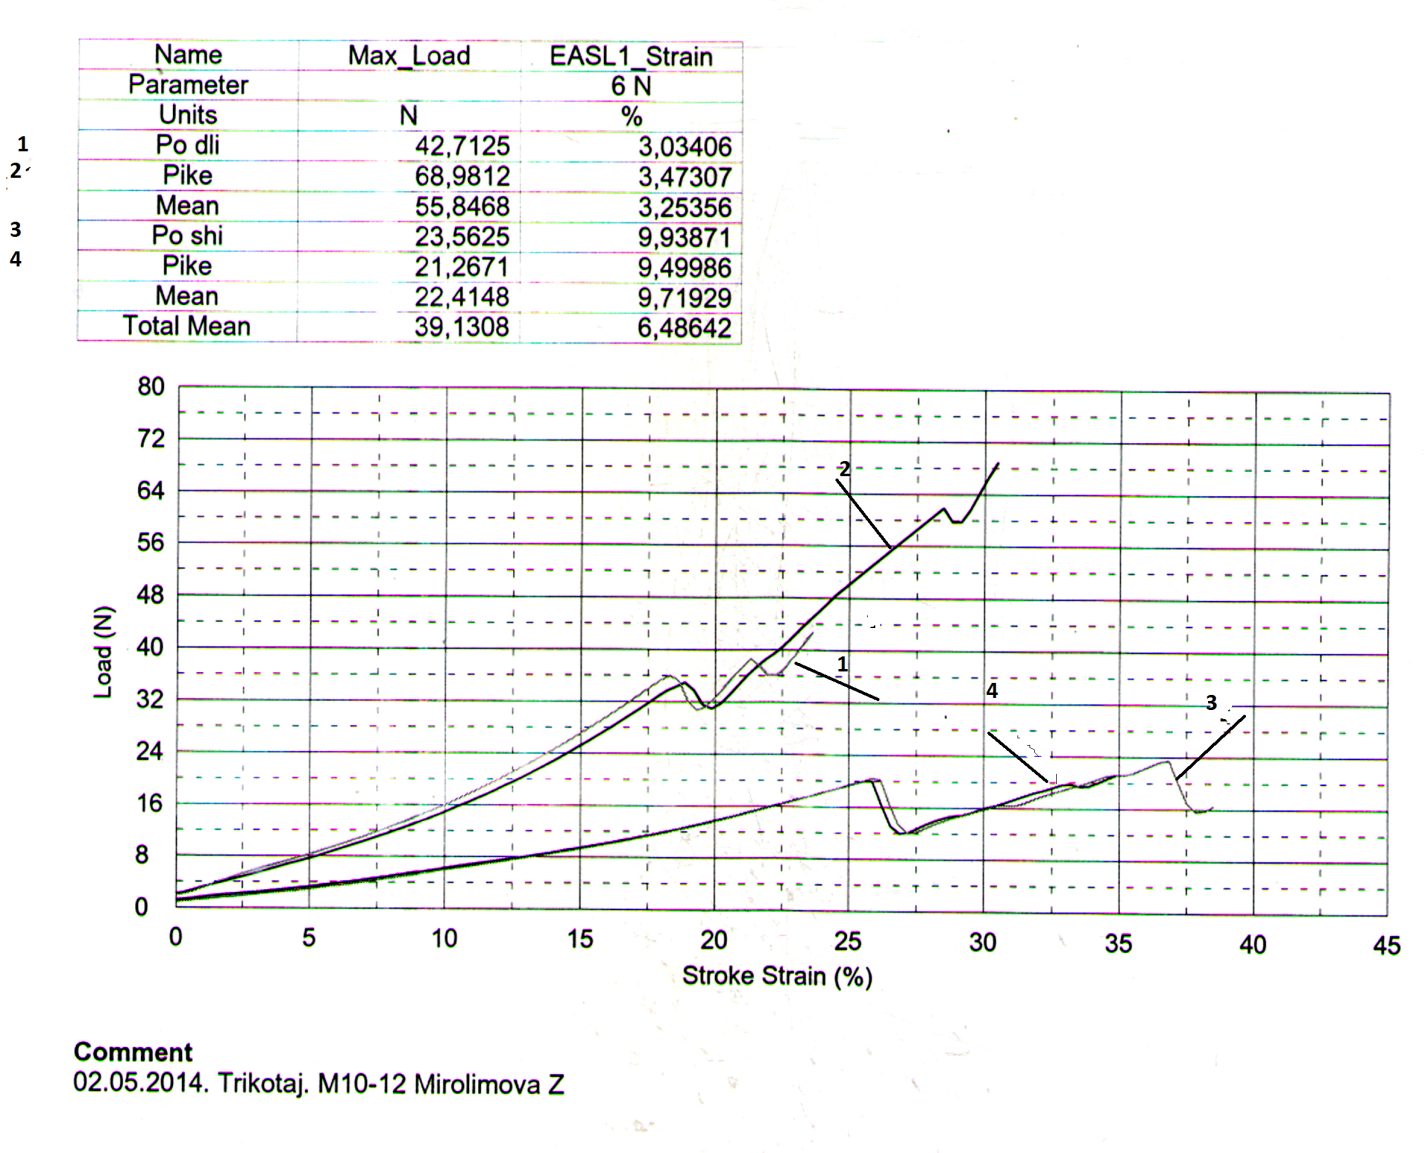 Name Max_Load EASL1_Strain
Parameter 6 N
Units N %
1 Po dli 42,7125 3,03406
2 Pike 68,9812 3,47307
Mean 55,8468 3,25356
3 Po shi 23,5625 9,93871
4 Pike 21,2671 9,49986
Mean 22,4148 9,71929
Total Mean 39,1308 6,48642
80
72
64
56
48
40
32
24
16
8
0
Load (N)
2
1
4
3
0 5 10 15 20 25 30 35 40 45
Stroke Strain (%)
Comment
02.05.2014. Trikotaj. M10-12 Mirolimova Z